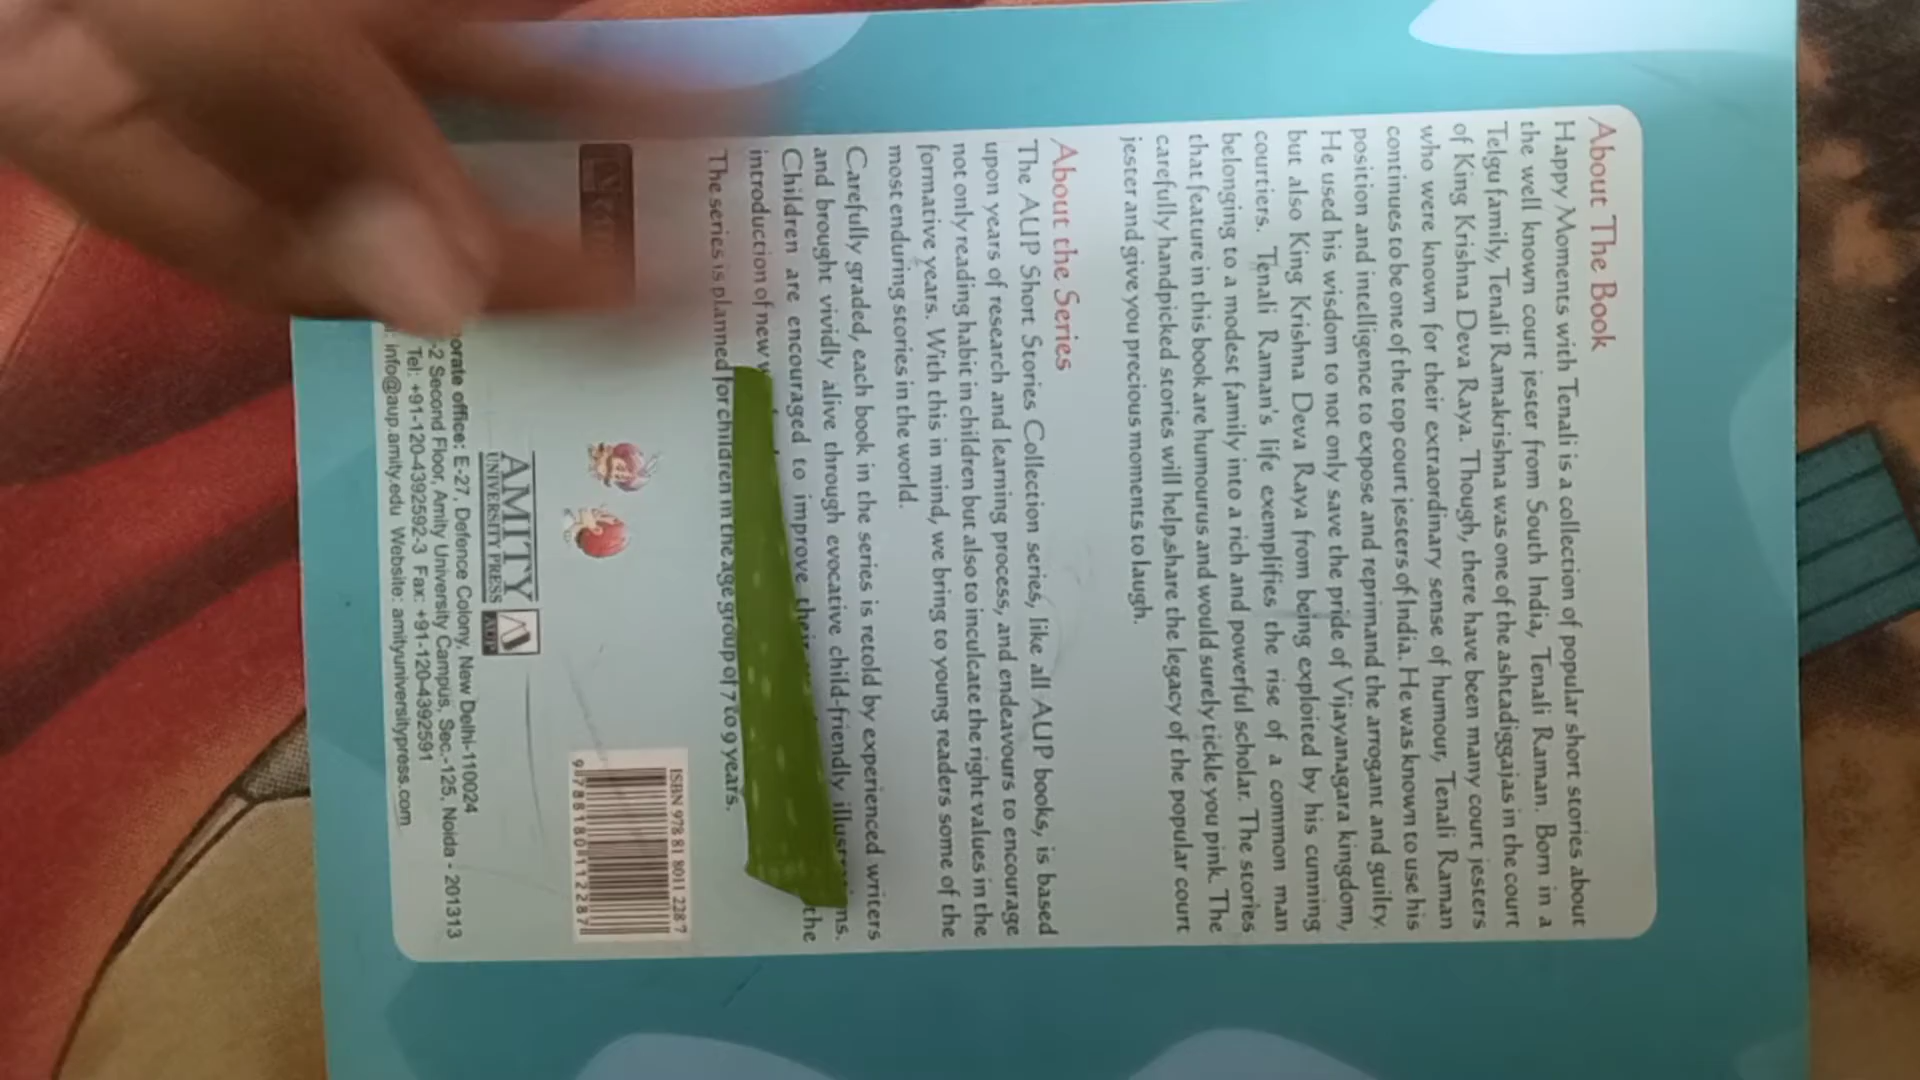 About The Book
Happy Moments with Tenali is a collection of popular short stories about
the well known court jester from South India, Tenali Raman. Born in a
Telgu family, Tenali Ramakrishna was one of the ashtadiggajas in the court
of King Krishna Deva Raya. Though, there have been many court jesters
who were known for their extraordinary sense of humour, Tenali Raman
continues to be one of the top court jesters of India. He was known to use his
position and intelligence to expose and reprimand the arrogant and guilty.
He used his wisdom to not only save the pride of Vijayanagara kingdom,
but also King Krishna Deva Raya from being exploited by his cunning
courtiers. Tenali Raman's life exemplifies the rise of a common man
belonging to a modest family into a rich and powerful scholar. The stories
that feature in this book are humourus and would surely tickle you pink. The
carefully handpicked stories will help share the legacy of the popular court
jester and give you precious moments to laugh.
About the Series
The AUP Short Stories Collection series, like all AUP books, is based
upon years of research and learning process, and endeavours to encourage
not only reading habit in children but also to inculcate the right values in the
formative years. With this in mind, we bring to young readers some of the
most enduring stories in the world.
Carefully graded, each book in the series is retold by experienced writers
and brought vividly alive through evocative child-friendly
Children are encouraged to improve their the
introduction of new
The series is planned for children in the age group of 7 to 9 years.
ISBN 978 81 8011 228 7
9 788180 112287
AMITY
UNIVERSITY PRESS
AUP
office: E-27, Defence Colony, New Delhi-110024
-2 Second Floor, Amity University Campus, Sec.-125, Noida - 201313
Tel: +91-120-4392592-3 Fax: +91-120-4392591
: info@aup.amity.edu Website: amityuniversitypress.com